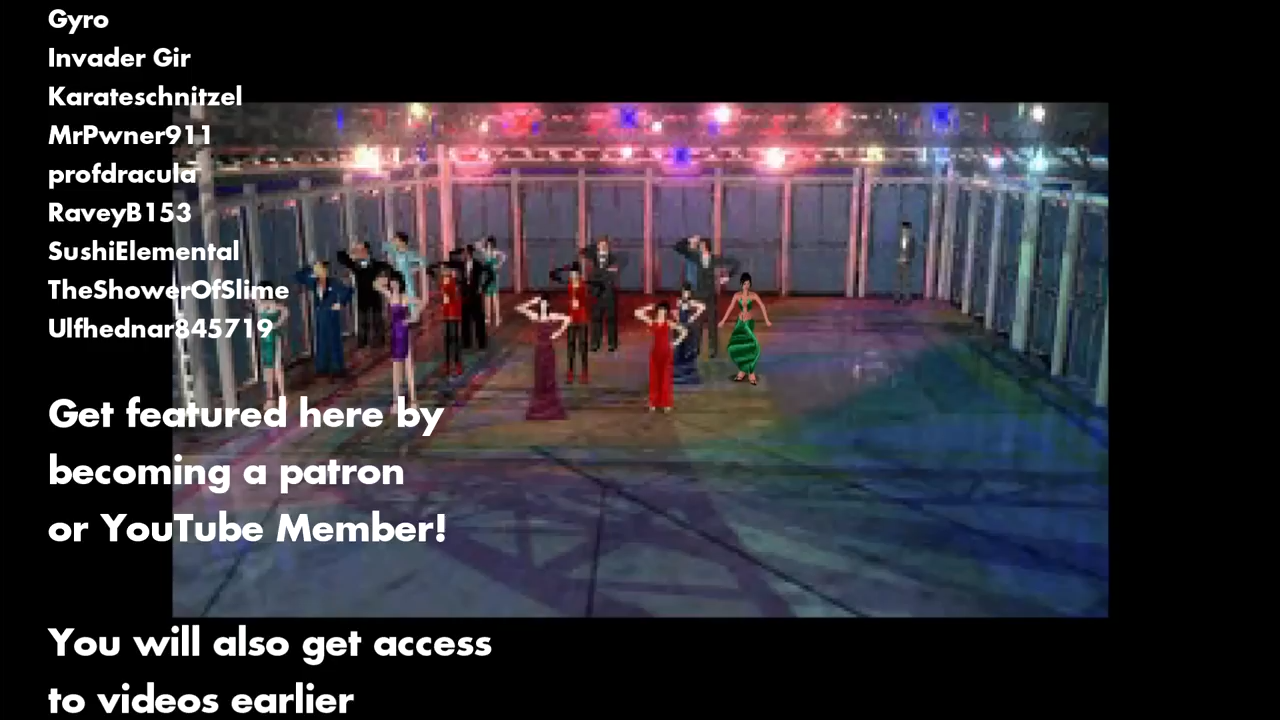 Gyro
Invader Gir
Karateschnitzel
MrPwner911
profdracula
RaveyB153
SushiElemental
TheShowerOfSlime
Ulfhednar845719
Get featured here by
becoming a patron
or YouTube Member!
You will also get access
to videos earlier